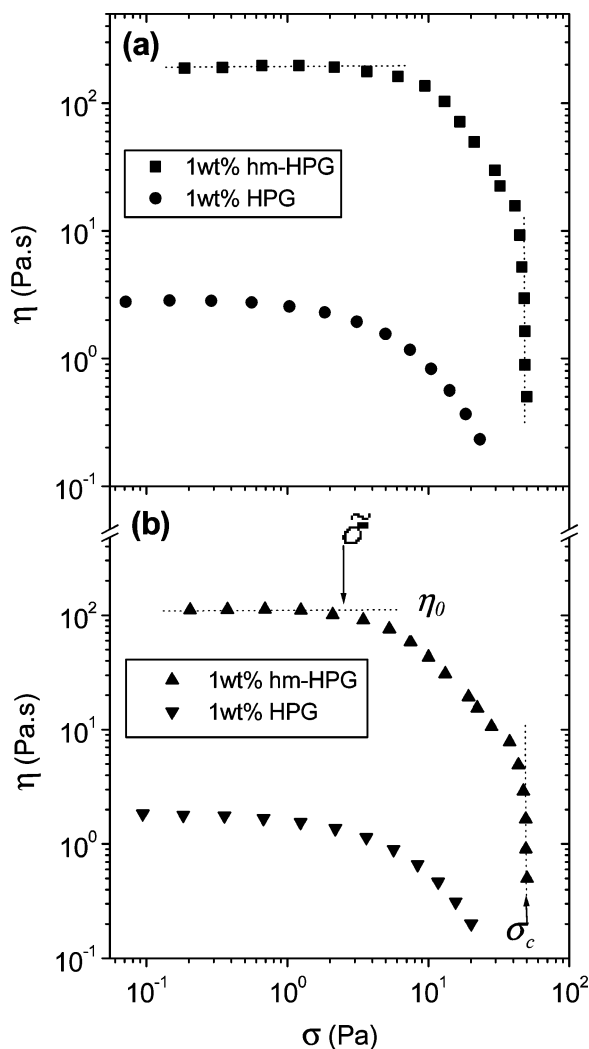 (a)
10²
10¹
10⁰
10⁻¹
η (Pa.s)
1wt% hm-HPG
1wt% HPG
(b)
σ̃
η₀
10²
10¹
10⁰
10⁻¹
η (Pa.s)
1wt% hm-HPG
1wt% HPG
σ_c
10⁻¹ 10⁰ 10¹ 10²
σ (Pa)